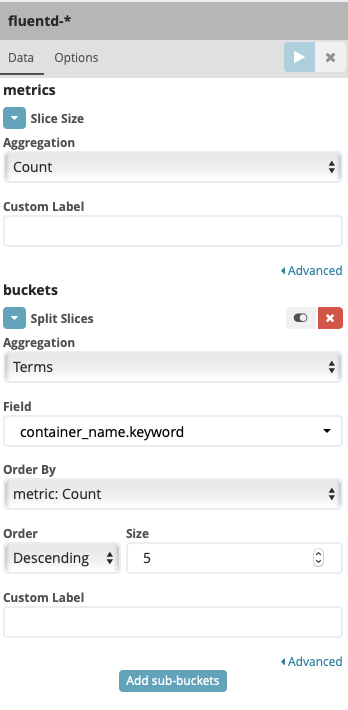 fluentd-*
Data Options
metrics
Slice Size
Aggregation
Count
Custom Label
Advanced
buckets
Split Slices
Aggregation
Terms
Field
container_name.keyword
Order By
metric: Count
Order Size
Descending 5
Custom Label
Advanced
Add sub-buckets